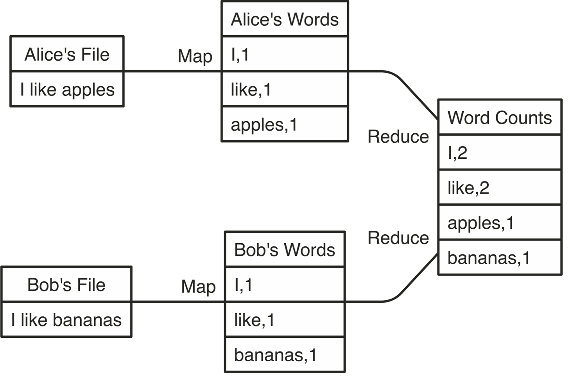 Alice's File
I like apples
Map
Alice's Words
I,1
like,1
apples,1
Reduce
Bob's File
I like bananas
Map
Bob's Words
I,1
like,1
bananas,1
Reduce
Word Counts
I,2
like,2
apples,1
bananas,1